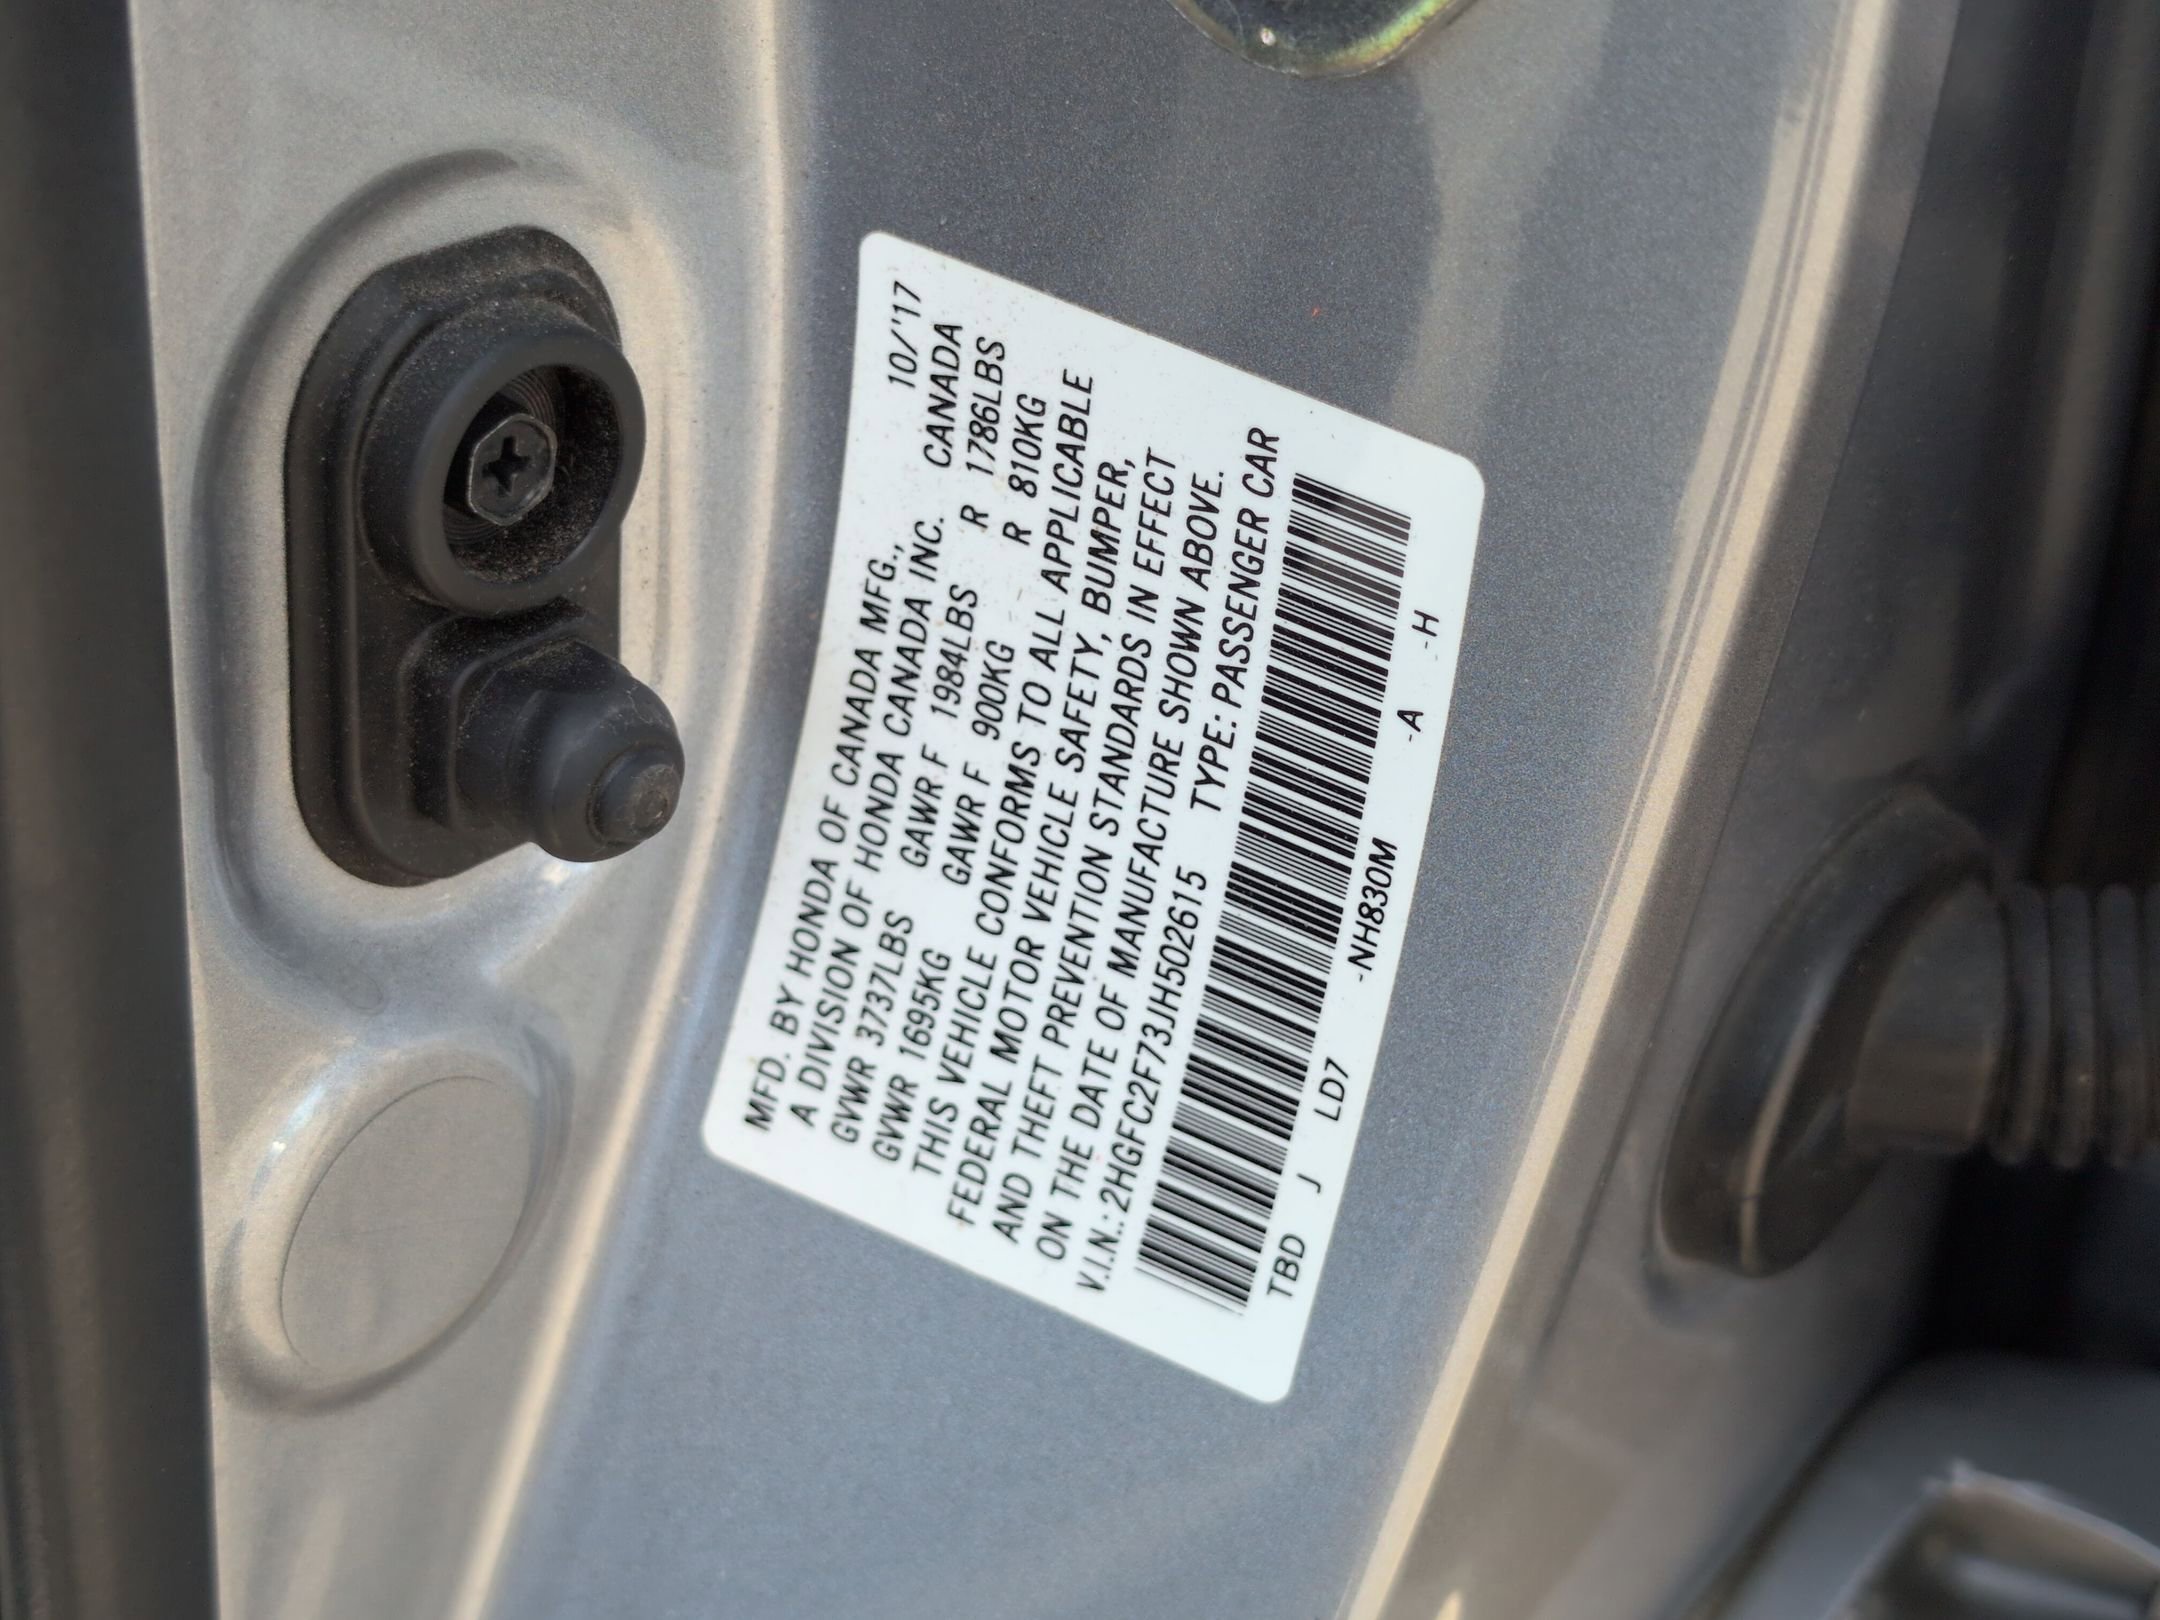 10/'17
MFD. BY HONDA OF CANADA MFG., CANADA
A DIVISION OF HONDA CANADA INC.
GVWR 3737LBS GAWR F 1984LBS R 1786LBS
GVWR 1695KG GAWR F 900KG R 810KG
THIS VEHICLE CONFORMS TO ALL APPLICABLE
FEDERAL MOTOR VEHICLE SAFETY, BUMPER,
AND THEFT PREVENTION STANDARDS IN EFFECT
ON THE DATE OF MANUFACTURE SHOWN ABOVE.
V.I.N.: 2HGFC2F73JH502615 TYPE: PASSENGER CAR
TBD J LD7 -NH830M -A -H